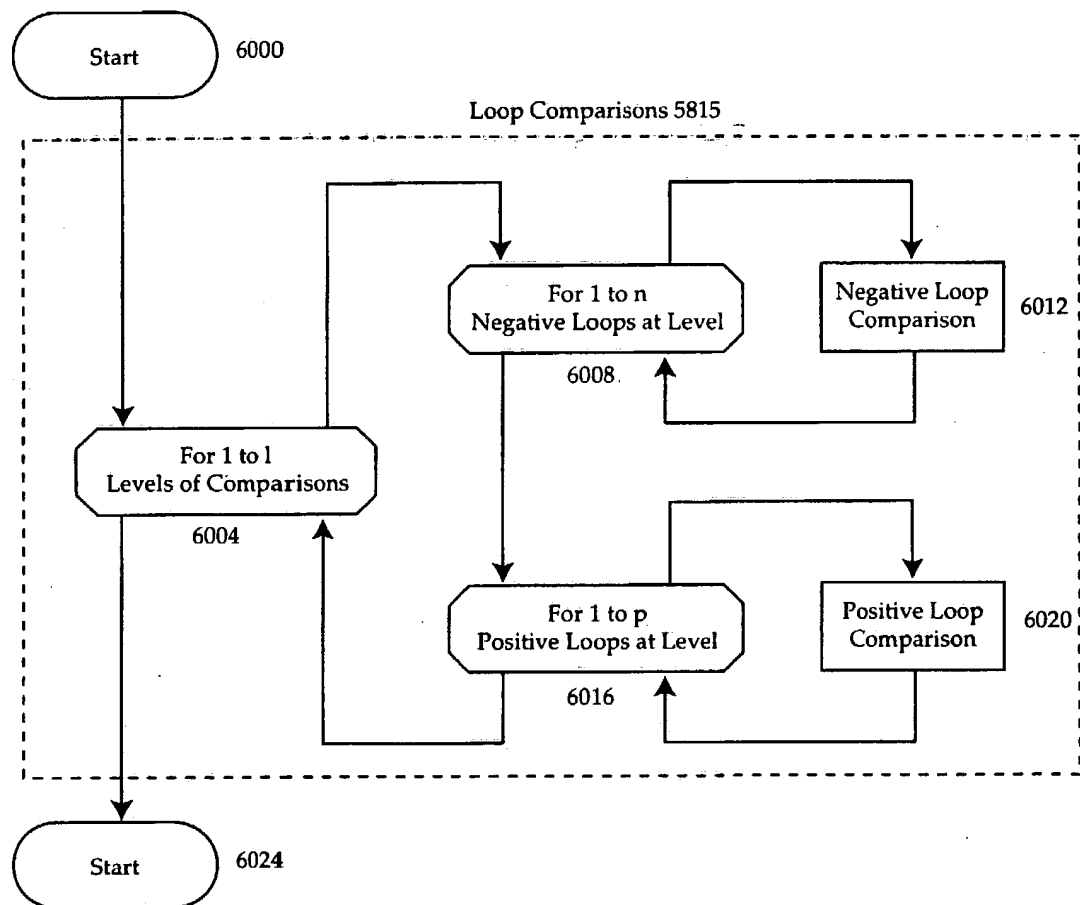 Start
6000
Loop Comparisons 5815
For 1 to n
Negative Loops at Level
6008
Negative Loop
Comparison
6012
For 1 to l
Levels of Comparisons
6004
For 1 to p
Positive Loops at Level
6016
Positive Loop
Comparison
6020
Start
6024